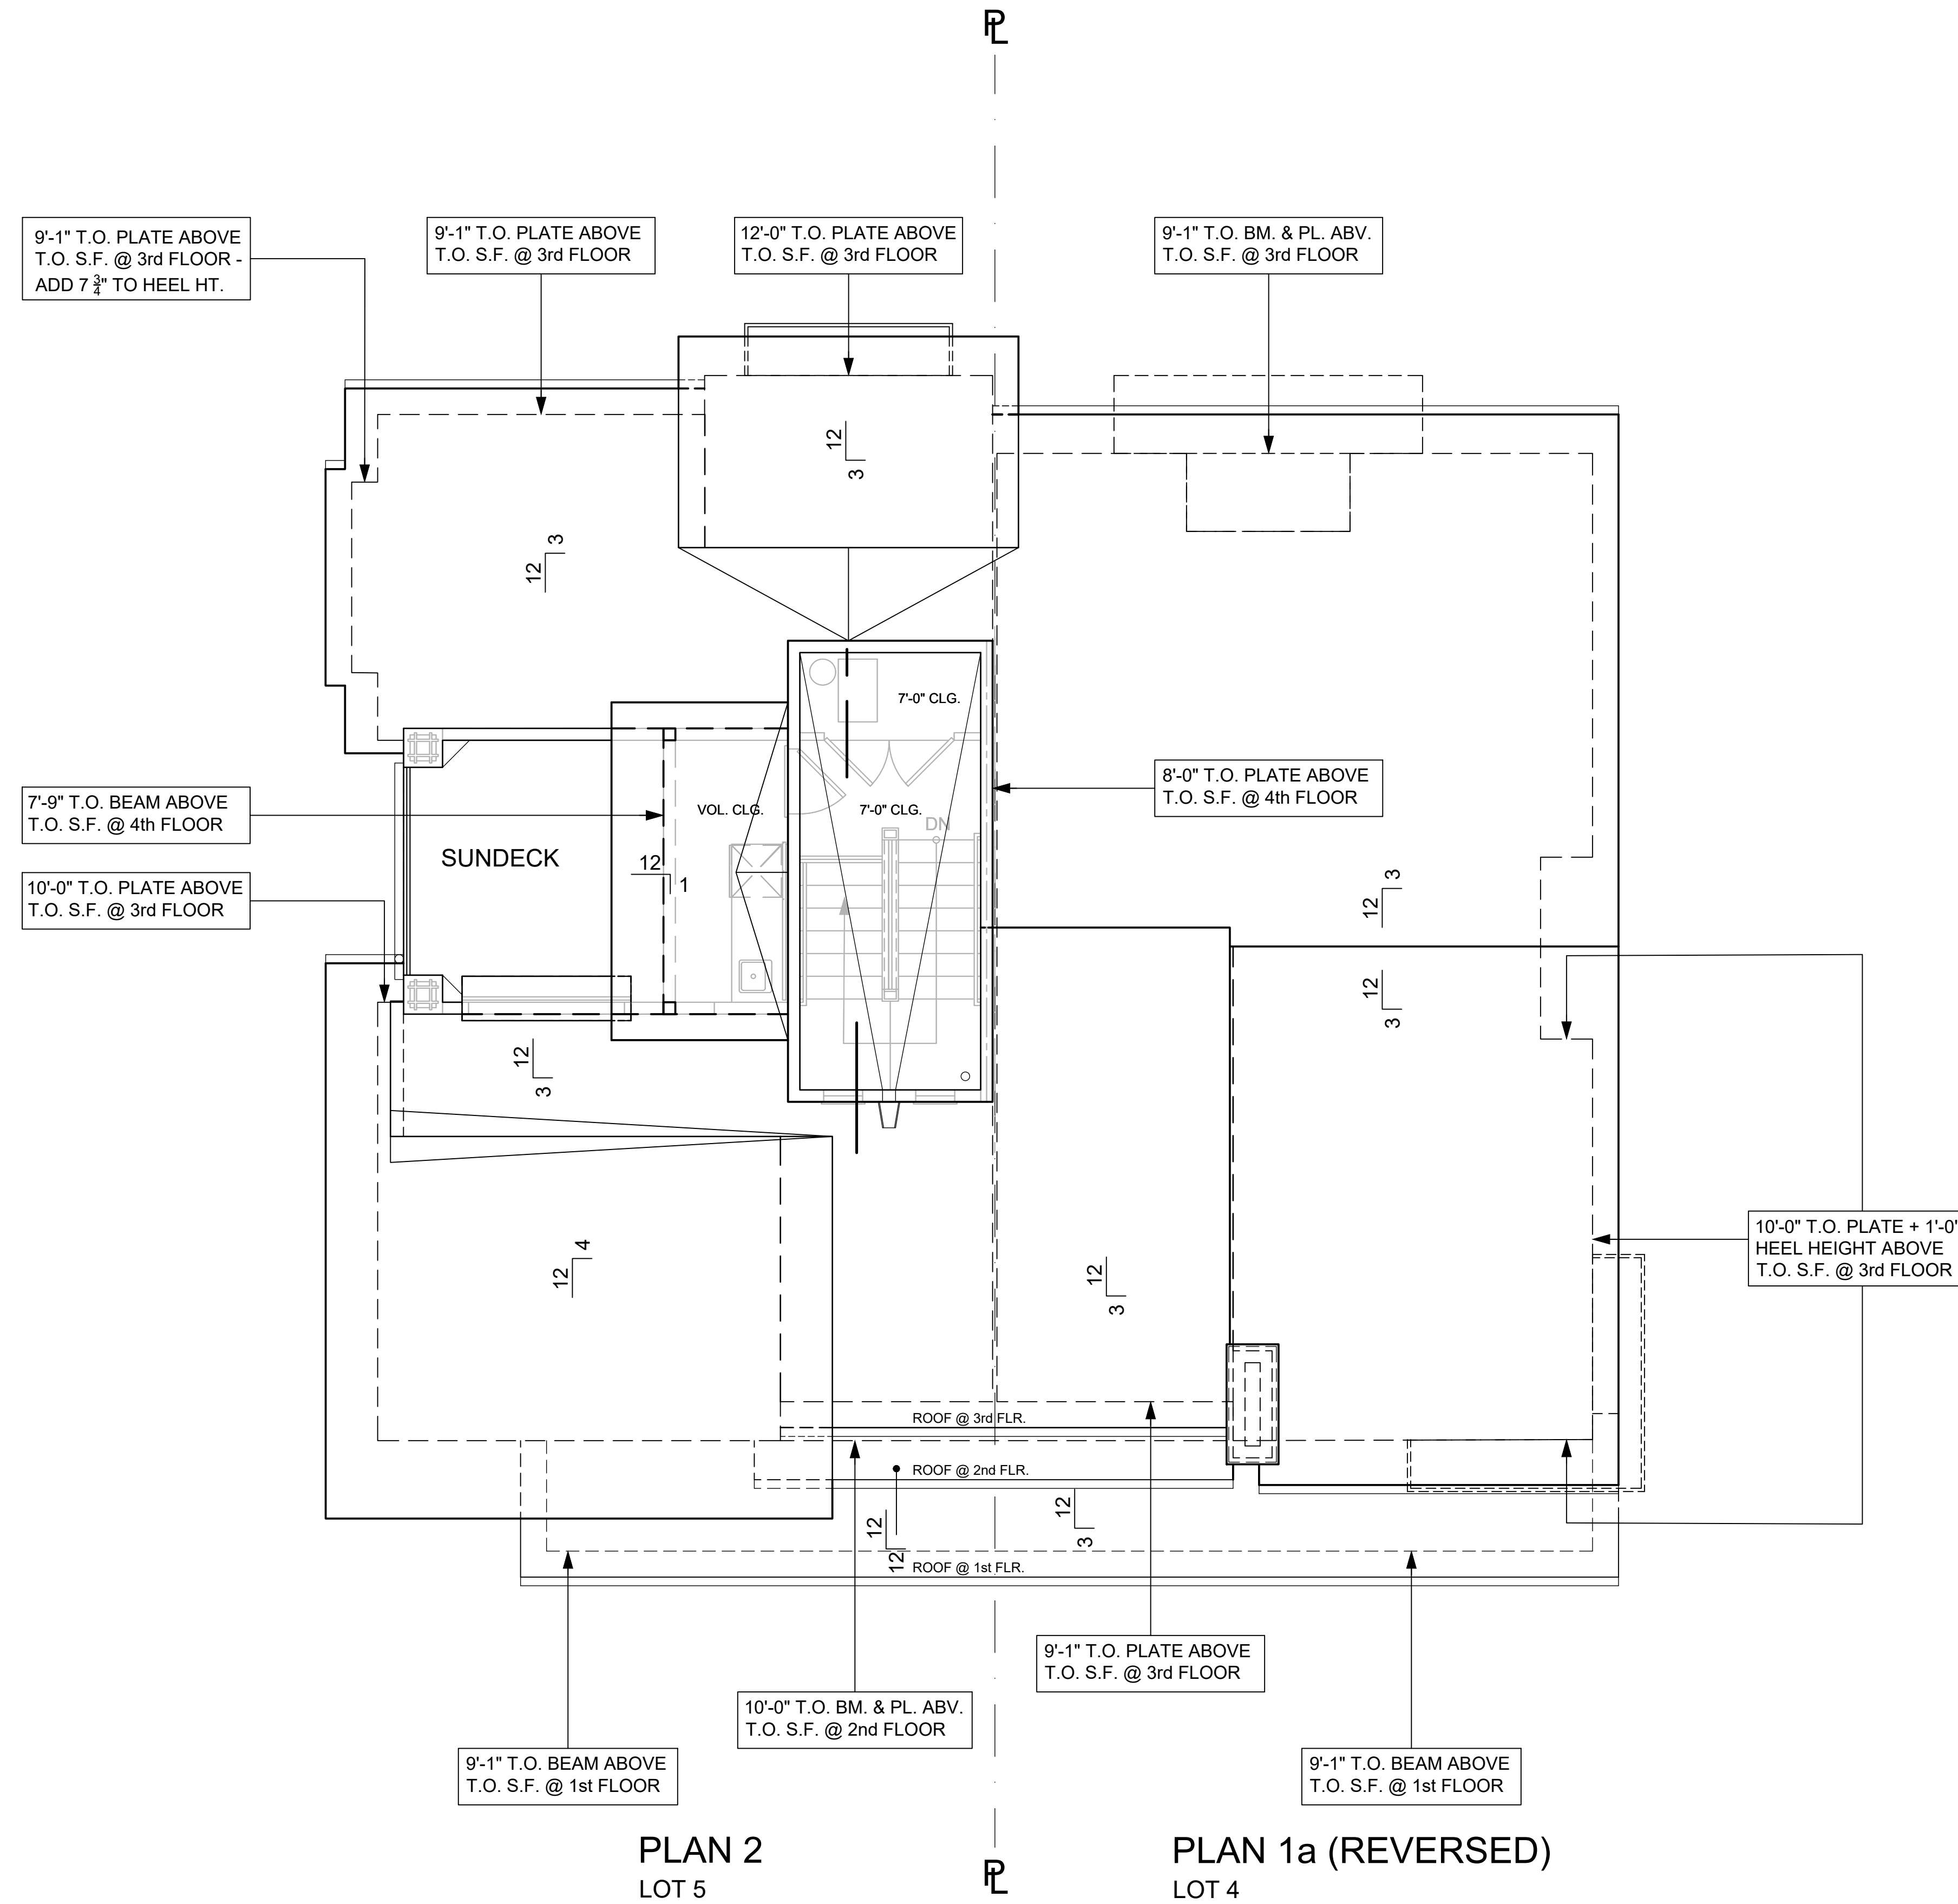 PL
9'-1" T.O. PLATE ABOVE
T.O. S.F. @ 3rd FLOOR -
ADD 7 3/4" TO HEEL HT.
9'-1" T.O. PLATE ABOVE
T.O. S.F. @ 3rd FLOOR
12'-0" T.O. PLATE ABOVE
T.O. S.F. @ 3rd FLOOR
9'-1" T.O. BM. & PL. ABV.
T.O. S.F. @ 3rd FLOOR
12
3
12
3
7'-0" CLG.
7'-9" T.O. BEAM ABOVE
T.O. S.F. @ 4th FLOOR
VOL. CLG.
7'-0" CLG.
DN
8'-0" T.O. PLATE ABOVE
T.O. S.F. @ 4th FLOOR
SUNDECK
12
1
10'-0" T.O. PLATE ABOVE
T.O. S.F. @ 3rd FLOOR
12
3
12
3
12
3
12
4
12
3
10'-0" T.O. PLATE + 1'-0"
HEEL HEIGHT ABOVE
T.O. S.F. @ 3rd FLOOR
ROOF @ 3rd FLR.
ROOF @ 2nd FLR.
12
12
12
3
ROOF @ 1st FLR.
9'-1" T.O. PLATE ABOVE
T.O. S.F. @ 3rd FLOOR
10'-0" T.O. BM. & PL. ABV.
T.O. S.F. @ 2nd FLOOR
9'-1" T.O. BEAM ABOVE
T.O. S.F. @ 1st FLOOR
9'-1" T.O. BEAM ABOVE
T.O. S.F. @ 1st FLOOR
PLAN 2
LOT 5
PL
PLAN 1a (REVERSED)
LOT 4